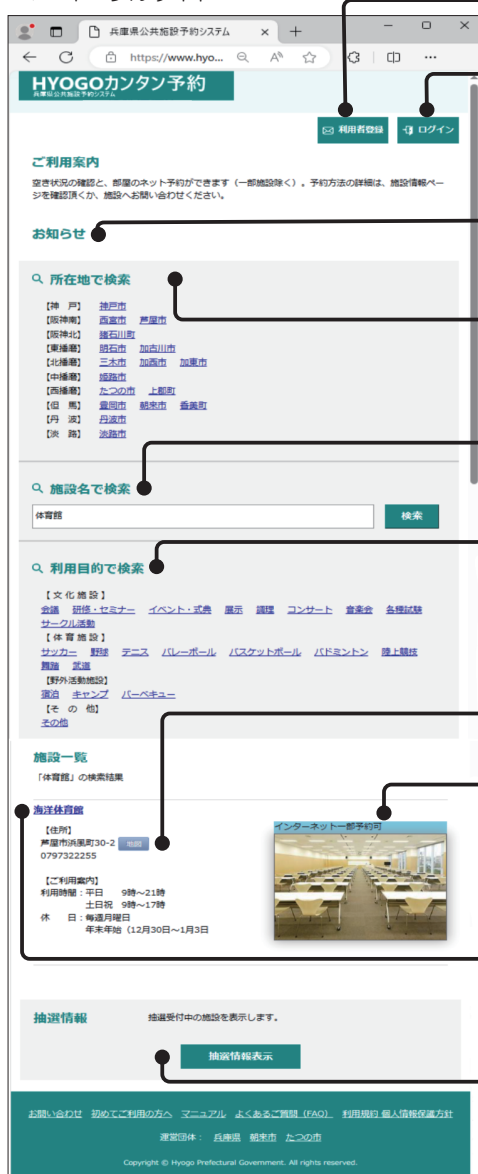 兵庫県公共施設予約システム
https://www.hyo...
HYOGOカンタン予約
兵庫県公共施設予約システム
利用者登録 ログイン
ご利用案内
空き状況の確認と、部屋のネット予約ができます（一部施設除く）。予約方法の詳細は、施設情報ペー
ジを確認頂くか、施設へお問い合わせください。
お知らせ
所在地で検索
【神　戸】 神戸市
【阪神南】 西宮市 芦屋市
【阪神北】 猪名川町
【東播磨】 明石市 加古川市
【北播磨】 三木市 加西市 加東市
【中播磨】 姫路市
【西播磨】 たつの市 上郡町
【但　馬】 豊岡市 朝来市 香美町
【丹　波】 丹波市
【淡　路】 淡路市
施設名で検索
体育館 検索
利用目的で検索
【文化施設】
会議 研修・セミナー イベント・式典 展示 調理 コンサート 音楽会 各種試験
サークル活動
【体育施設】
サッカー 野球 テニス バレーボール バスケットボール バドミントン 陸上競技
舞踊 武道
【野外活動施設】
宿泊 キャンプ バーベキュー
【その他】
その他
施設一覧
「体育館」の検索結果
海洋体育館
インターネット一部予約可
【住所】
芦屋市浜風町30-2 地図
0797322255
【ご利用案内】
利用時間：平日 9時～21時
土日祝 9時～17時
休　日：毎週月曜日
年末年始（12月30日～1月3日
抽選情報 抽選受付中の施設を表示します。
抽選情報表示
お問い合わせ 初めてご利用の方へ マニュアル よくあるご質問（FAQ） 利用規約 個人情報保護方針
運営団体： 兵庫県 朝来市 たつの市
Copyright © Hyogo Prefectural Government. All rights reserved.